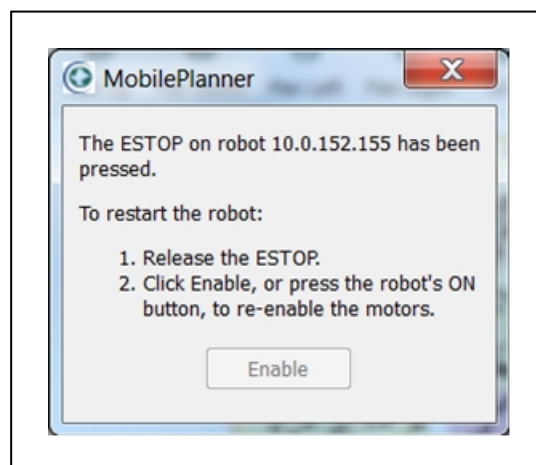 MobilePlanner
The ESTOP on robot 10.0.152.155 has been
pressed.
To restart the robot:
1. Release the ESTOP.
2. Click Enable, or press the robot's ON
button, to re-enable the motors.
Enable